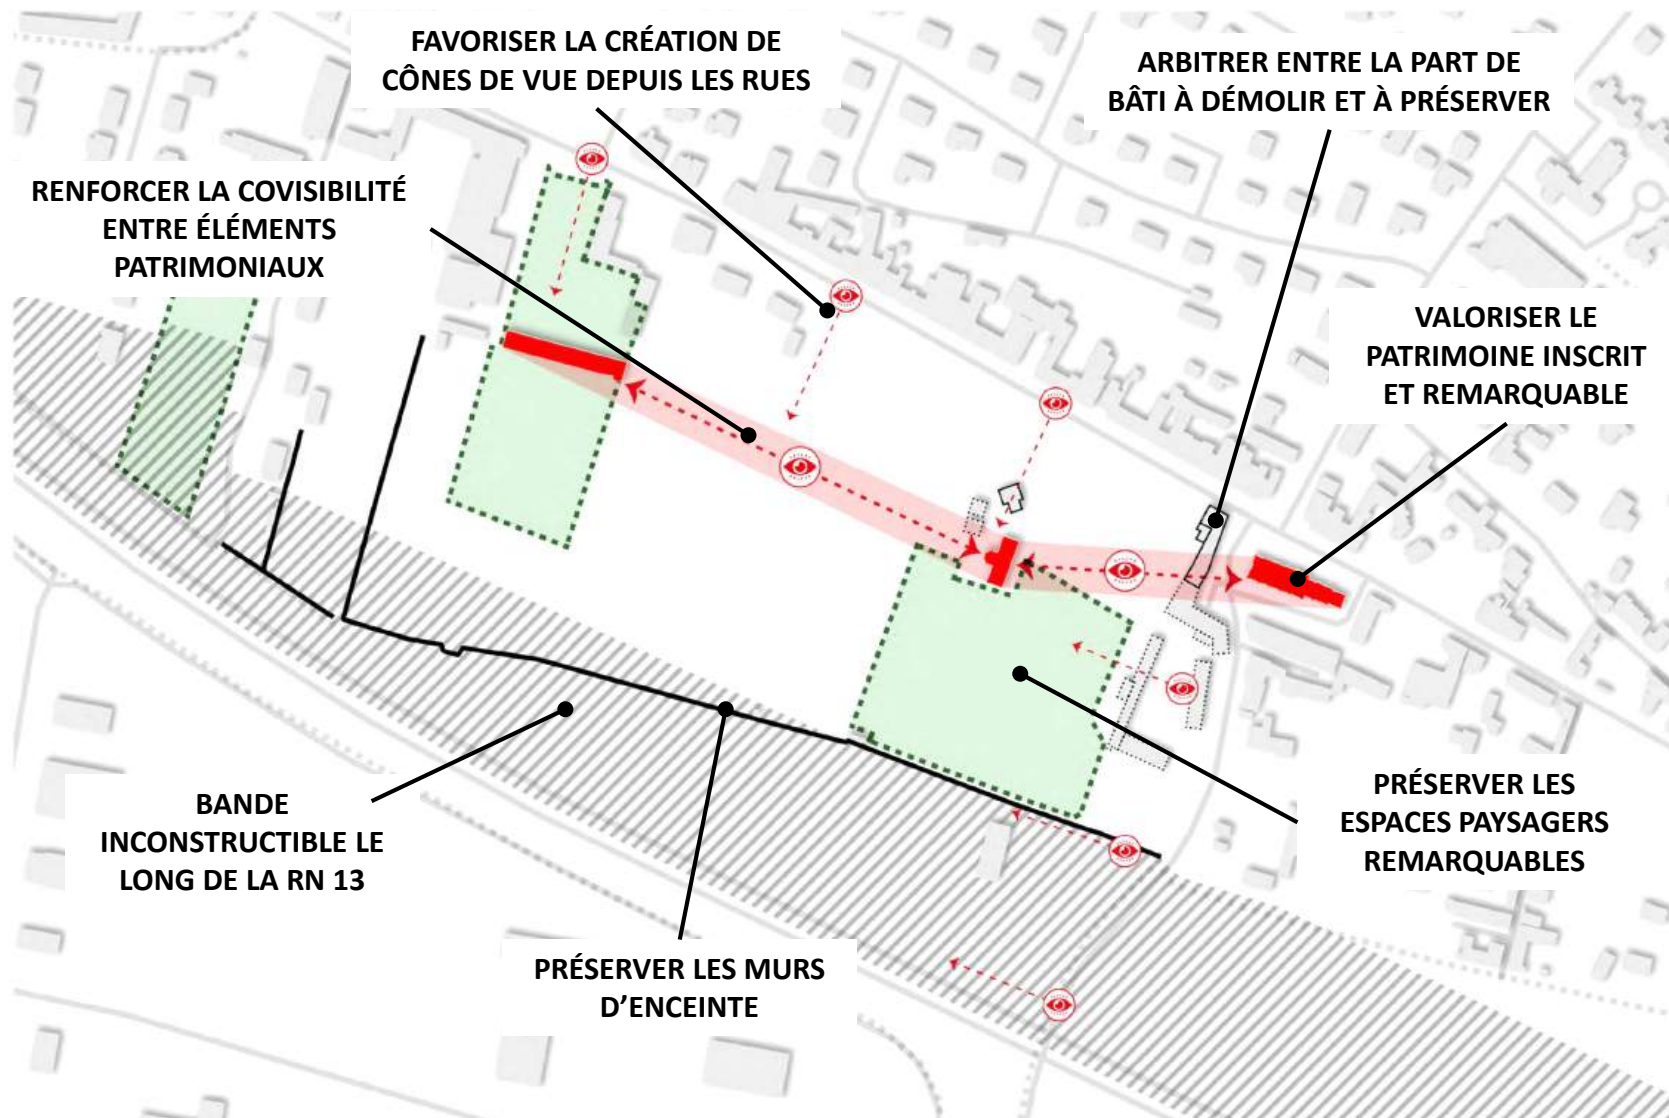 FAVORISER LA CRÉATION DE
CÔNES DE VUE DEPUIS LES RUES
ARBITRER ENTRE LA PART DE
BÂTI À DÉMOLIR ET À PRÉSERVER
RENFORCER LA COVISIBILITÉ
ENTRE ÉLÉMENTS
PATRIMONIAUX
VALORISER LE
PATRIMOINE INSCRIT
ET REMARQUABLE
BANDE
INCONSTRUCTIBLE LE
LONG DE LA RN 13
PRÉSERVER LES MURS
D’ENCEINTE
PRÉSERVER LES
ESPACES PAYSAGERS
REMARQUABLES